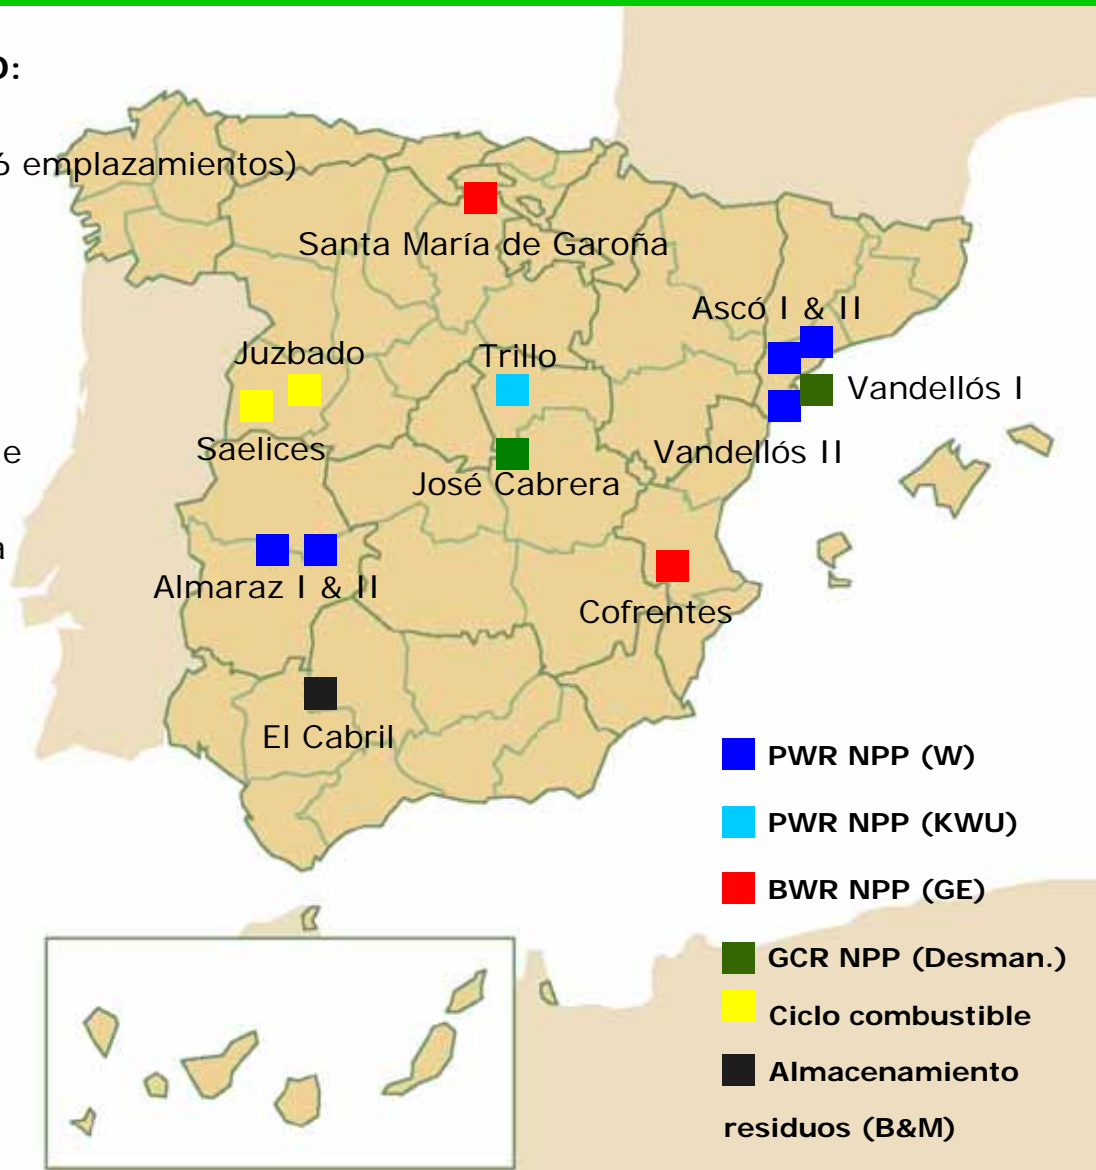 O:
6 emplazamientos)
Santa María de Garoña
Ascó I & II
Juzbado
Trillo
Vandellós I
Saelices
e
Vandellós II
José Cabrera
a
Almaraz I & II
Cofrentes
El Cabril
PWR NPP (W)
PWR NPP (KWU)
BWR NPP (GE)
GCR NPP (Desman.)
Ciclo combustible
Almacenamiento
residuos (B&M)